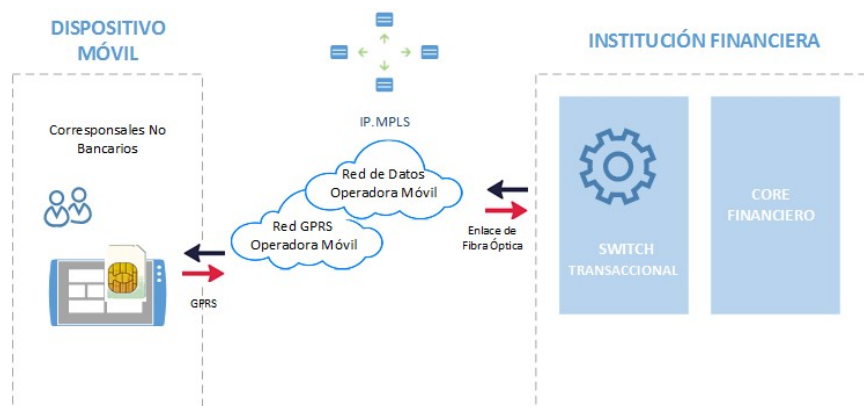 DISPOSITIVO
MÓVIL
Corresponsales No
Bancarios
GPRS
IP.MPLS
Red de Datos
Operadora Móvil
Red GPRS
Operadora Móvil
Enlace de
Fibra Óptica
INSTITUCIÓN FINANCIERA
SWITCH
TRANSACCIONAL
CORE
FINANCIERO